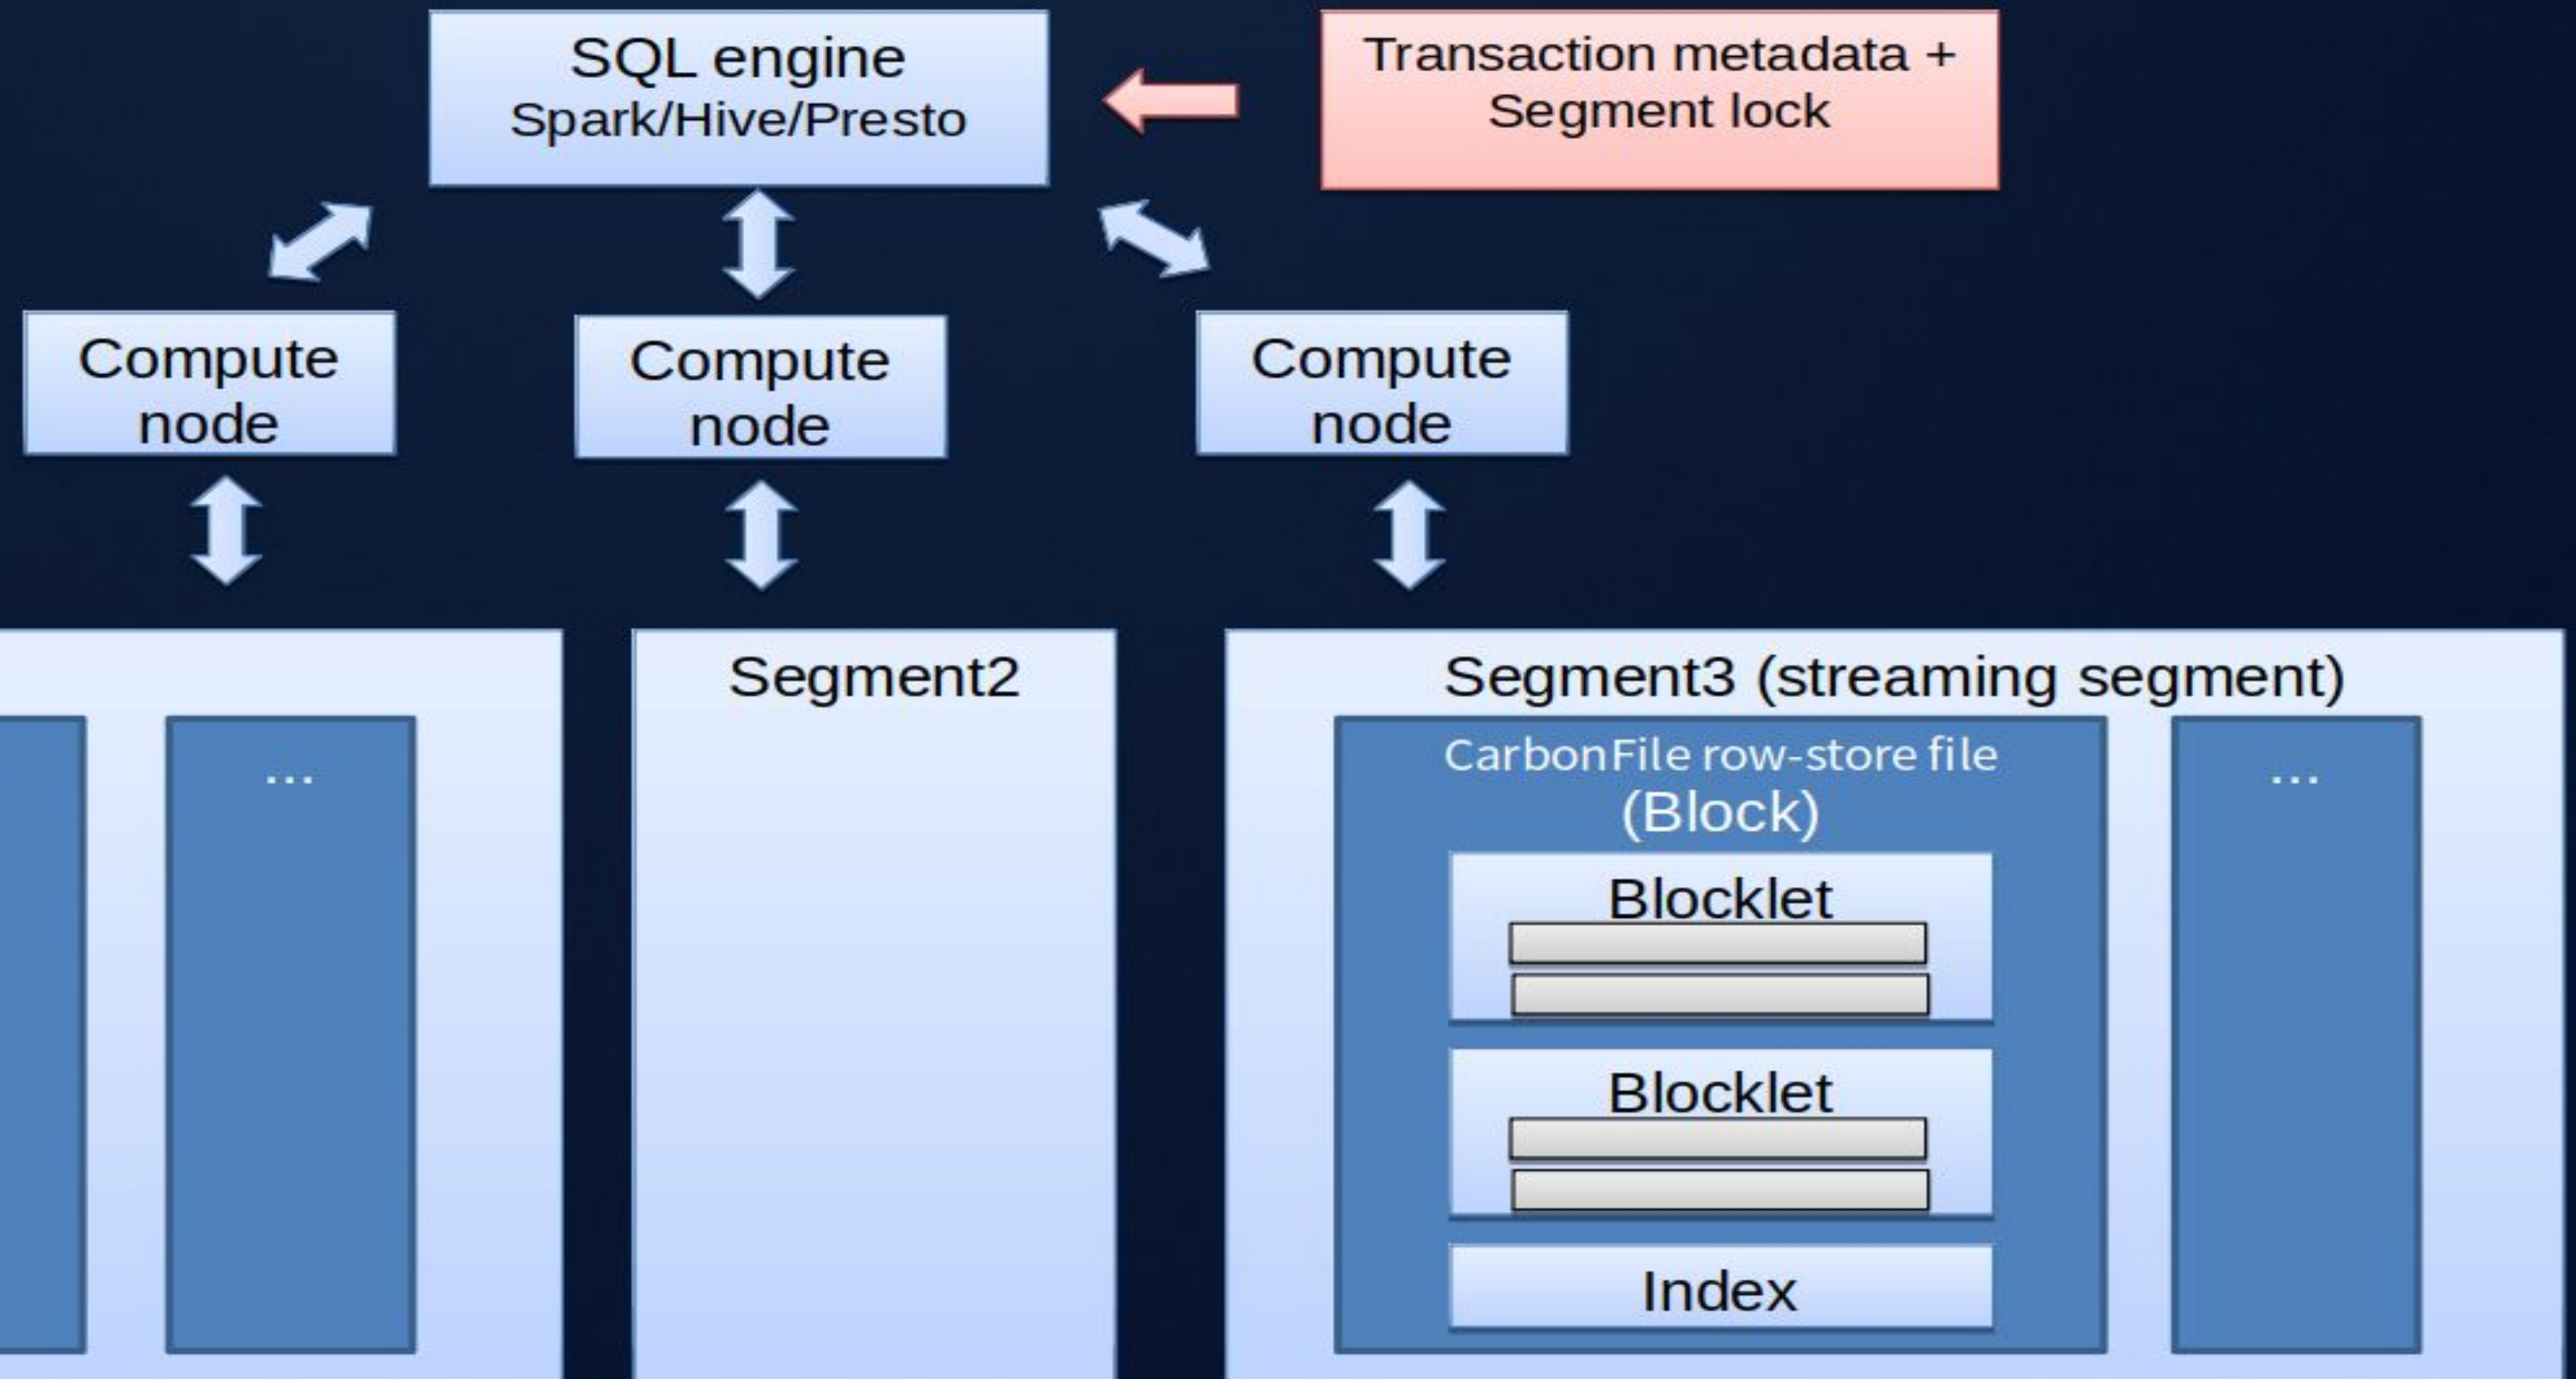 SQL engine
Spark/Hive/Presto
Transaction metadata +
Segment lock
Compute
node
Compute
node
Compute
node
...
Segment2
Segment3 (streaming segment)
CarbonFile row-store file
(Block)
Blocklet
Blocklet
Index
...